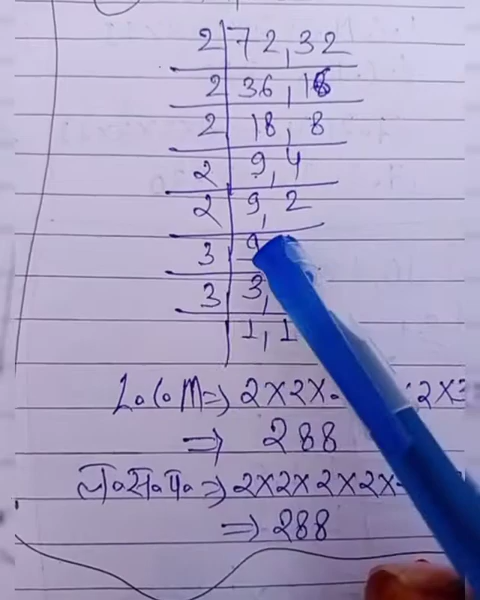 2 | 72, 32
2 | 36, 16
2 | 18, 8
2 | 9, 4
2 | 9, 2
3 | 9
3 | 3,
1, 1
L.C.M => 2X2X 2X3
=> 288
ल०स०प० => 2X2X2X2X
=> 288